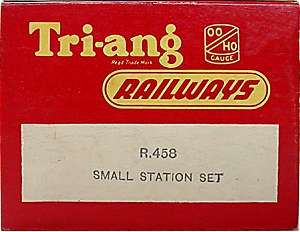 Tri-ang
Regd Trade Mark
OO/HO
GAUGE
RAILWAYS
R.458
SMALL STATION SET